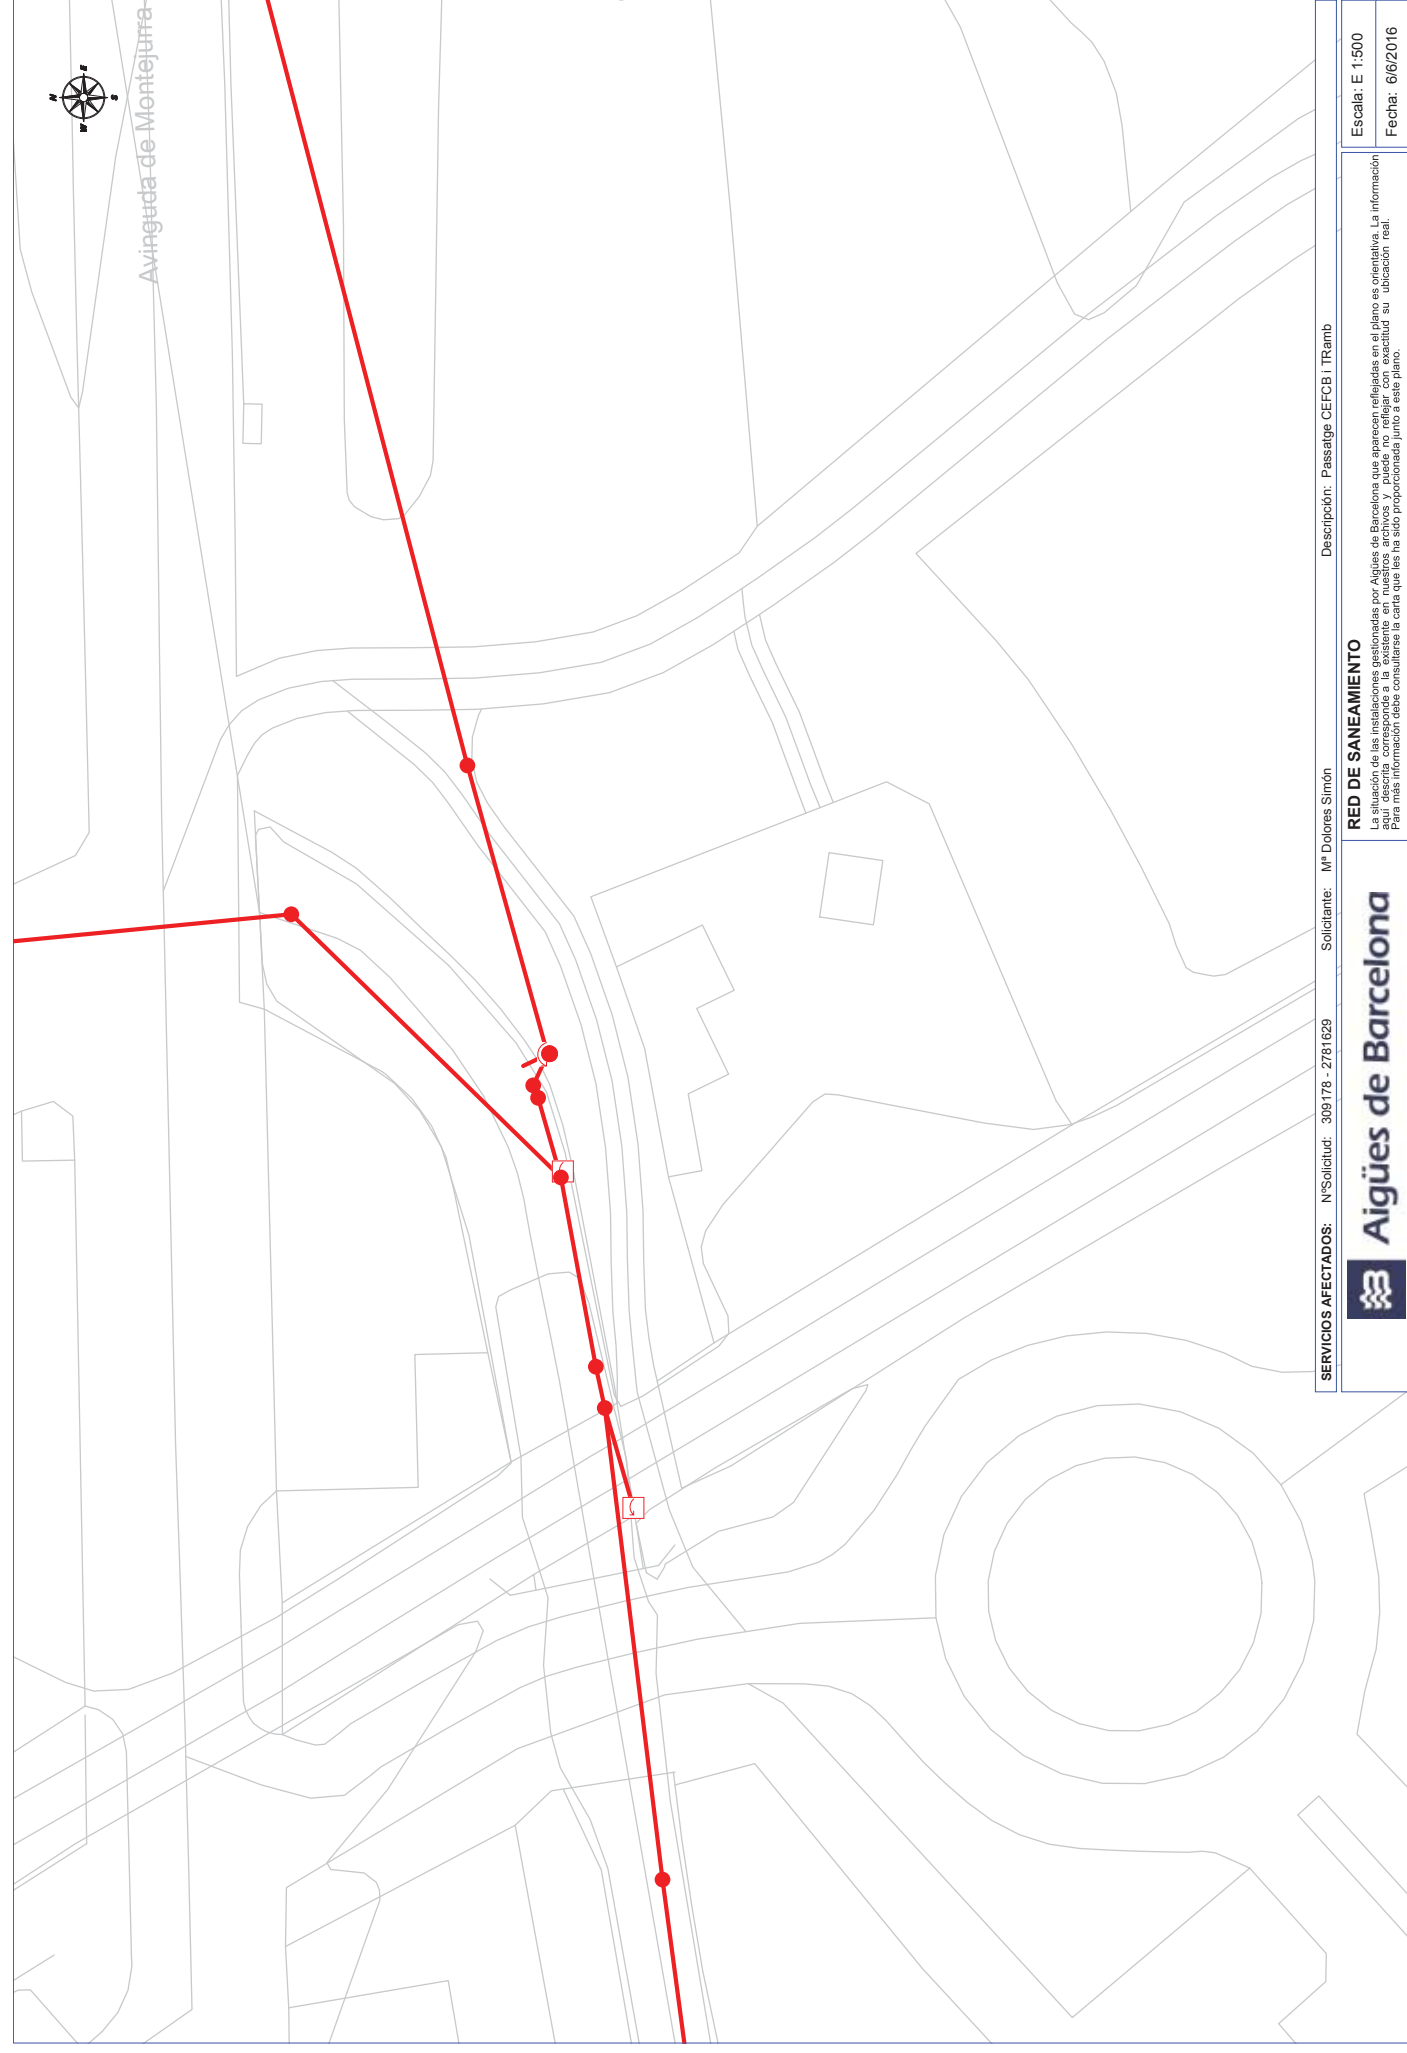 N
E
S
W
Avinguda de Montejurra
SERVICIOS AFECTADOS: NºSolicitud: 309178 - 2781629 Solicitante: Mª Dolores Simón Descripción: Passatge CEFCB i TRamb
Aigües de Barcelona
RED DE SANEAMIENTO
La situación de las instalaciones gestionadas por Aigües de Barcelona que aparecen reflejadas en el plano es orientativa. La información
aquí descrita corresponde a la existente en nuestros archivos y puede no reflejar con exactitud su ubicación real.
Para más información debe consultarse la carta que les ha sido proporcionada junto a este plano.
Escala: E 1:500
Fecha: 6/6/2016